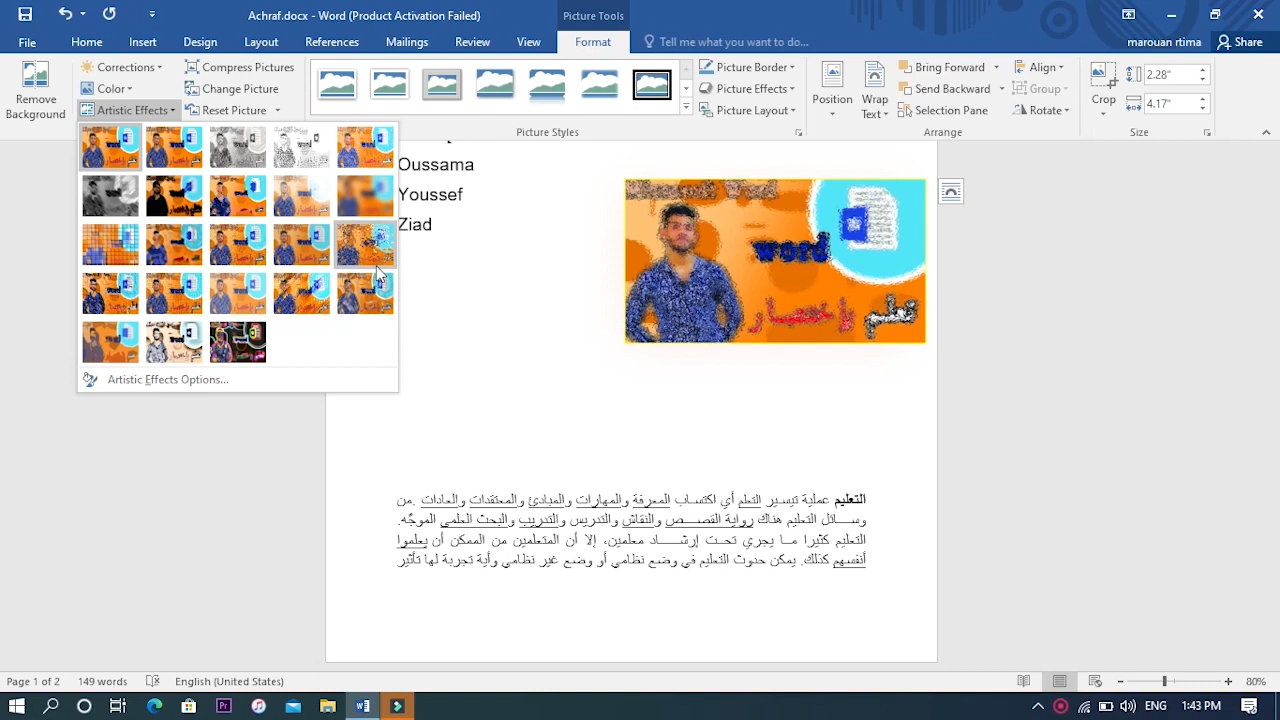 Achraf.docx - Word (Product Activation Failed)
Picture Tools
File Home Insert Design Layout References Mailings Review View Format Tell me what you want to do... marouan rtima Share
Remove Background
Corrections
Color
Artistic Effects
Compress Pictures
Change Picture
Reset Picture
Picture Border
Picture Effects
Picture Layout
Position
Wrap Text
Bring Forward
Send Backward
Selection Pane
Align
Group
Rotate
Crop
2.28"
4.17"
Picture Styles
Arrange
Size
Oussama
Youssef
Ziad
word
تعلم باختصار
Artistic Effects Options...
التعليم عملية تيسير التعلم أي اكتساب المعرفة والمهارات والمبادئ والمعتقدات والعادات .من
وسائل التعليم هناك رواية القصص والنقاش والتدريس والتدريب والبحث العلمي الموجَّه.
التعليم كثيرا ما يجري تحت إرشاد معلمين، إلا أن المتعلمين من الممكن أن يعلموا
أنفسهم كذلك. يمكن حدوث التعليم في وضع نظامي أو وضع غير نظامي وأية تجربة لها تأثير
Page 1 of 2 149 words English (United States) 80%
Pr
1:43 PM